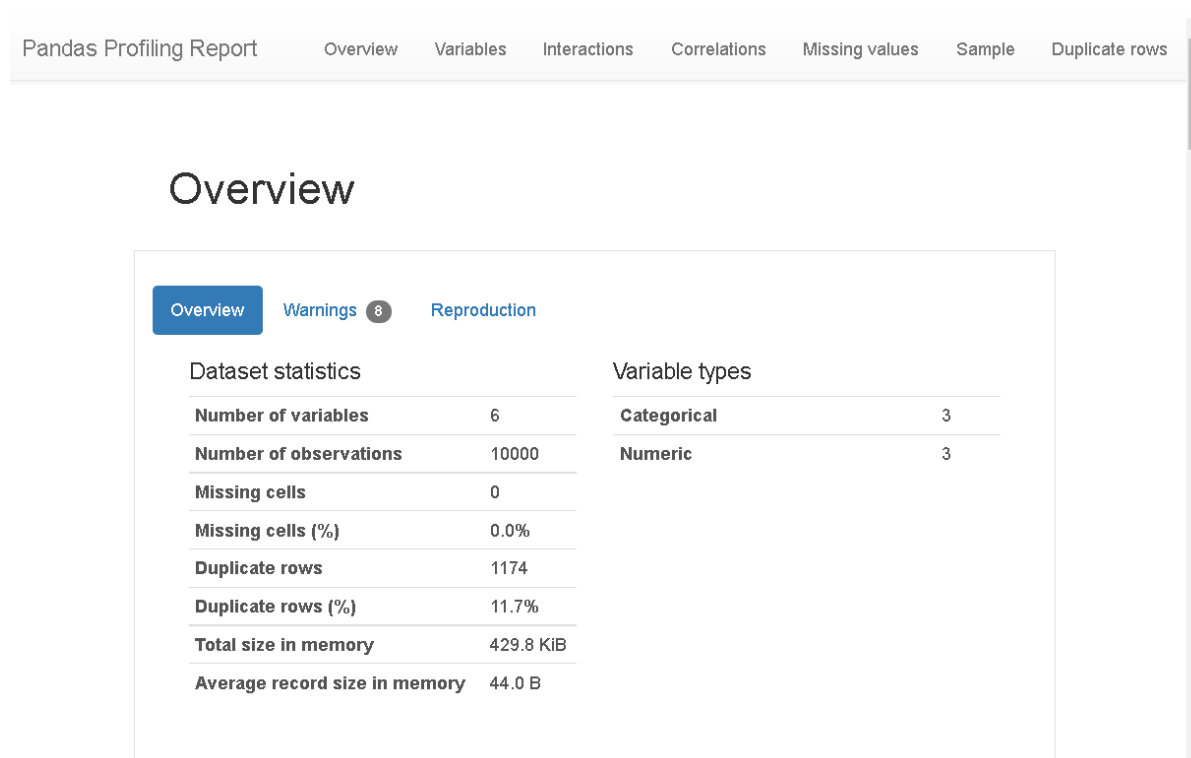 Pandas Profiling Report Overview Variables Interactions Correlations Missing values Sample Duplicate rows
Overview
Overview Warnings 8 Reproduction
Dataset statistics
Number of variables 6
Number of observations 10000
Missing cells 0
Missing cells (%) 0.0%
Duplicate rows 1174
Duplicate rows (%) 11.7%
Total size in memory 429.8 KiB
Average record size in memory 44.0 B
Variable types
Categorical 3
Numeric 3